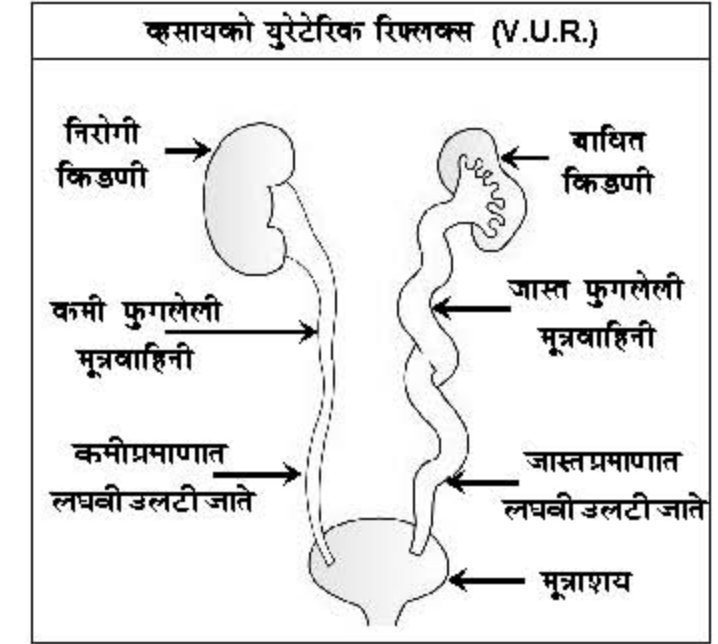 व्हसायको युरेटेरिक रिफ्लक्स (V.U.R.)
निरोगी
किडणी
बाधित
किडणी
कमी फुगलेली
मूत्रवाहिनी
जास्त फुगलेली
मूत्रवाहिनी
कमीप्रमाणात
लघवी उलटी जाते
जास्तप्रमाणात
लघवी उलटी जाते
मूत्राशय